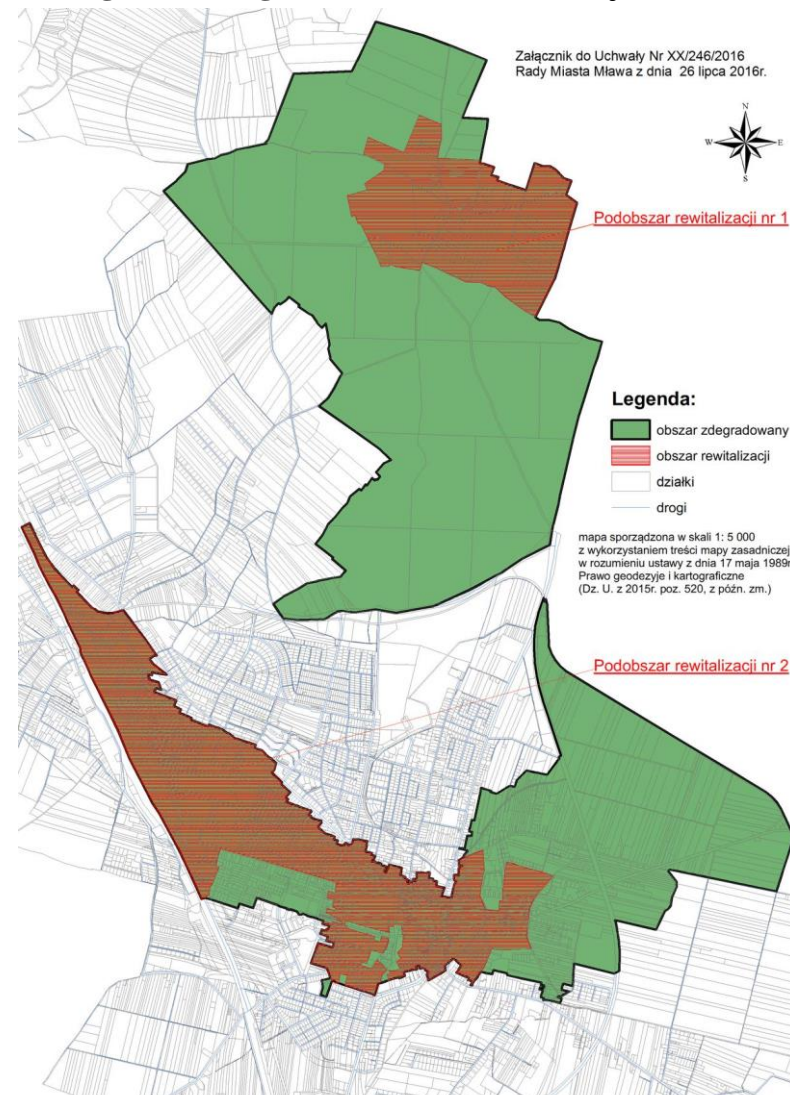 Załącznik do Uchwały Nr XX/246/2016
Rady Miasta Mława z dnia 26 lipca 2016r.
N
W
E
S
Podobszar rewitalizacji nr 1
Legenda:
obszar zdegradowany
obszar rewitalizacji
działki
drogi
mapa sporządzona w skali 1: 5 000
z wykorzystaniem treści mapy zasadniczej
w rozumieniu ustawy z dnia 17 maja 1989r
Prawo geodezyje i kartograficzne
(Dz. U. z 2015r. poz. 520, z późn. zm.)
Podobszar rewitalizacji nr 2